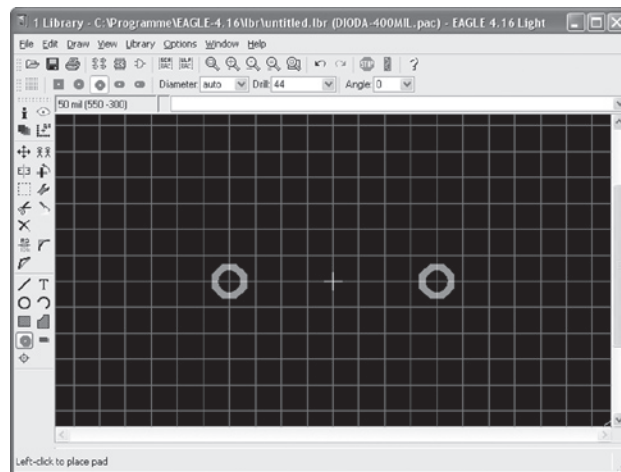 1 Library - C:\Programme\EAGLE-4.16\lbr\untitled.lbr (DIODA-400MIL.pac) - EAGLE 4.16 Light
File Edit Draw View Library Options Window Help
Diameter: auto Drill: 44 Angle: 0
50 mil (550 -300)
Left-click to place pad